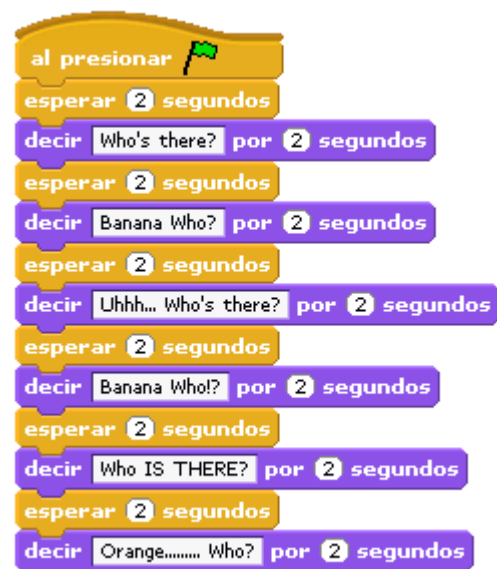 al presionar
esperar 2 segundos
decir Who's there? por 2 segundos
esperar 2 segundos
decir Banana Who? por 2 segundos
esperar 2 segundos
decir Uhhh... Who's there? por 2 segundos
esperar 2 segundos
decir Banana Who!? por 2 segundos
esperar 2 segundos
decir Who IS THERE? por 2 segundos
esperar 2 segundos
decir Orange......... Who? por 2 segundos